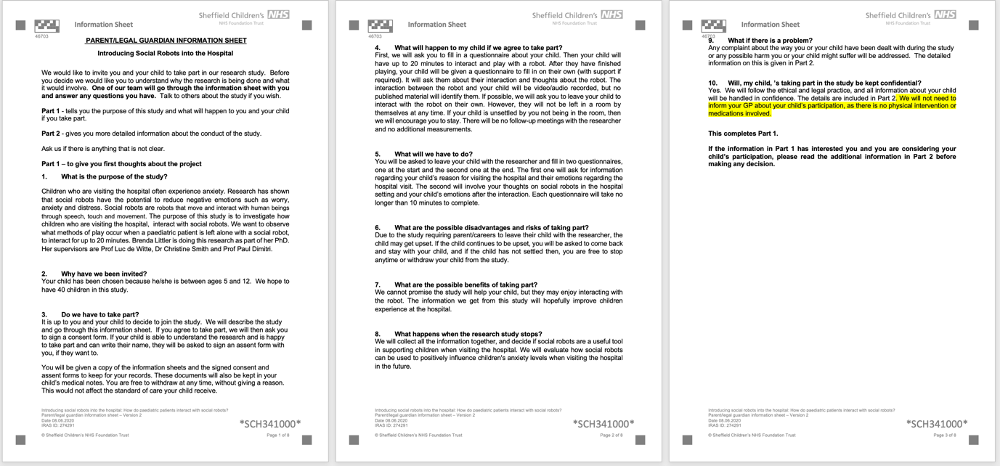 Sheffield Children's NHS
NHS Foundation Trust
Information Sheet
46703
PARENT/LEGAL GUARDIAN INFORMATION SHEET
Introducing Social Robots into the Hospital
We would like to invite you and your child to take part in our research study. Before
you decide we would like you to understand why the research is being done and what
it would involve. One of our team will go through the information sheet with you
and answer any questions you have. Talk to others about the study if you wish.
Part 1 - tells you the purpose of this study and what will happen to you and your child
if you take part.
Part 2 - gives you more detailed information about the conduct of the study.
Ask us if there is anything that is not clear.
Part 1 – to give you first thoughts about the project
1. What is the purpose of the study?
Children who are visiting the hospital often experience anxiety. Research has shown
that social robots have the potential to reduce negative emotions such as worry,
anxiety and distress. Social robots are robots that move and interact with human beings
through speech, touch and movement. The purpose of this study is to investigate how
children who are visiting the hospital, interact with social robots. We want to observe
what methods of play occur when a paediatric patient is left alone with a social robot,
to interact for up to 20 minutes. Brenda Littler is doing this research as part of her PhD.
Her supervisors are Prof Luc de Witte, Dr Christine Smith and Prof Paul Dimitri.
2. Why have we been invited?
Your child has been chosen because he/she is between ages 5 and 12. We hope to
have 40 children in this study.
3. Do we have to take part?
It is up to you and your child to decide to join the study. We will describe the study
and go through this information sheet. If you agree to take part, we will then ask you
to sign a consent form. If your child is able to understand the research and is happy
to take part and can write their name, they will be asked to sign an assent form with
you, if they want to.
You will be given a copy of the information sheets and the signed consent and
assent forms to keep for your records. These documents will also be kept in your
child's medical notes. You are free to withdraw at any time, without giving a reason.
This would not affect the standard of care your child receive.
Introducing social robots into the hospital: How do paediatric patients interact with social robots?
Parent/legal guardian information sheet – Version 2
Date 08.06.2020
IRAS ID: 274291
*SCH341000*
© Sheffield Children's NHS Foundation Trust
Page 1 of 8
Sheffield Children's NHS
NHS Foundation Trust
Information Sheet
46703
4. What will happen to my child if we agree to take part?
First, we will ask you to fill in a questionnaire about your child. Then your child will
have up to 20 minutes to interact and play with a robot. After they have finished
playing, your child will be given a questionnaire to fill in on their own (with support if
required). It will ask them about their interaction and thoughts about the robot. The
interaction between the robot and your child will be video/audio recorded, but no
published material will identify them. If possible, we will ask you to leave your child to
interact with the robot on their own. However, they will not be left in a room by
themselves at any time. If your child is unsettled by you not being in the room, then
we will encourage you to stay. There will be no follow-up meetings with the researcher
and no additional measurements.
5. What will we have to do?
You will be asked to leave your child with the researcher and fill in two questionnaires,
one at the start and the second one at the end. The first one will ask for information
regarding your child's reason for visiting the hospital and their emotions regarding the
hospital visit. The second will involve your thoughts on social robots in the hospital
setting and your child's emotions after the interaction. Each questionnaire will take no
longer than 10 minutes to complete.
6. What are the possible disadvantages and risks of taking part?
Due to the study requiring parent/careers to leave their child with the researcher, the
child may get upset. If the child continues to be upset, you will be asked to come back
and stay with your child, and if the child has not settled then, you are free to stop
anytime or withdraw your child from the study.
7. What are the possible benefits of taking part?
We cannot promise the study will help your child, but they may enjoy interacting with
the robot. The information we get from this study will hopefully improve children
experience at the hospital.
8. What happens when the research study stops?
We will collect all the information together, and decide if social robots are a useful tool
in supporting children when visiting the hospital. We will evaluate how social robots
can be used to positively influence children's anxiety levels when visiting the hospital
in the future.
Introducing social robots into the hospital: How do paediatric patients interact with social robots?
Parent/legal guardian information sheet – Version 2
Date 08.06.2020
IRAS ID: 274291
*SCH341000*
© Sheffield Children's NHS Foundation Trust
Page 2 of 8
Sheffield Children's NHS
NHS Foundation Trust
Information Sheet
46703
9. What if there is a problem?
Any complaint about the way you or your child have been dealt with during the study
or any possible harm you or your child might suffer will be addressed. The detailed
information on this is given in Part 2.
10. Will, my child, 's taking part in the study be kept confidential?
Yes. We will follow the ethical and legal practice, and all information about your child
will be handled in confidence. The details are included in Part 2. We will not need to
inform your GP about your child's participation, as there is no physical intervention or
medications involved.
This completes Part 1.
If the information in Part 1 has interested you and you are considering your
child's participation, please read the additional information in Part 2 before
making any decision.
Introducing social robots into the hospital: How do paediatric patients interact with social robots?
Parent/legal guardian information sheet – Version 2
Date 08.06.2020
IRAS ID: 274291
*SCH341000*
© Sheffield Children's NHS Foundation Trust
Page 3 of 8